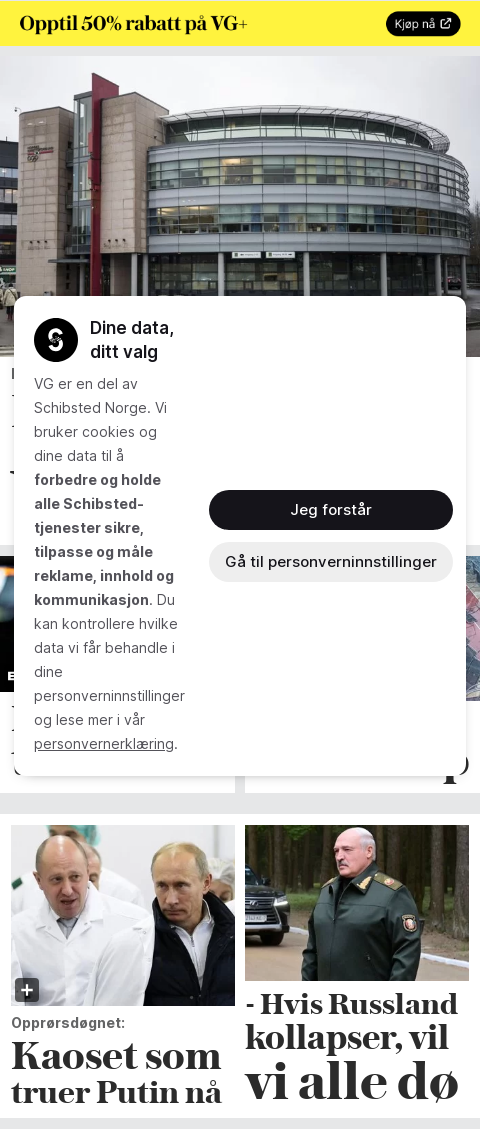 Opptil 50% rabatt på VG+
Kjøp nå
Dine data,
ditt valg
VG er en del av
Schibsted Norge. Vi
bruker cookies og
dine data til å
forbedre og holde
alle Schibsted-
tjenester sikre,
tilpasse og måle
reklame, innhold og
kommunikasjon. Du
kan kontrollere hvilke
data vi får behandle i
dine
personverninnstillinger
og lese mer i vår
personvernerklæring.
Jeg forstår
Gå til personverninnstillinger
Opprørsdøgnet:
Kaoset som
truer Putin nå
- Hvis Russland
kollapser, vil
vi alle dø